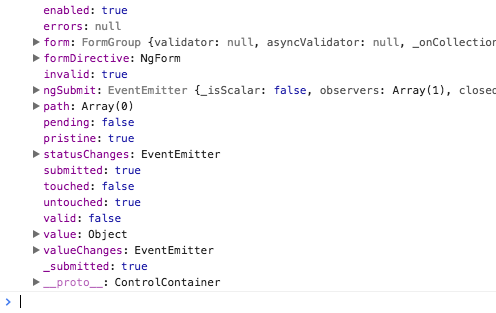 enabled: true
errors: null
form: FormGroup {validator: null, asyncValidator: null, _onCollection
formDirective: NgForm
invalid: true
ngSubmit: EventEmitter {_isScalar: false, observers: Array(1), closed
path: Array(0)
pending: false
pristine: true
statusChanges: EventEmitter
submitted: true
touched: false
untouched: true
valid: false
value: Object
valueChanges: EventEmitter
_submitted: true
__proto__: ControlContainer